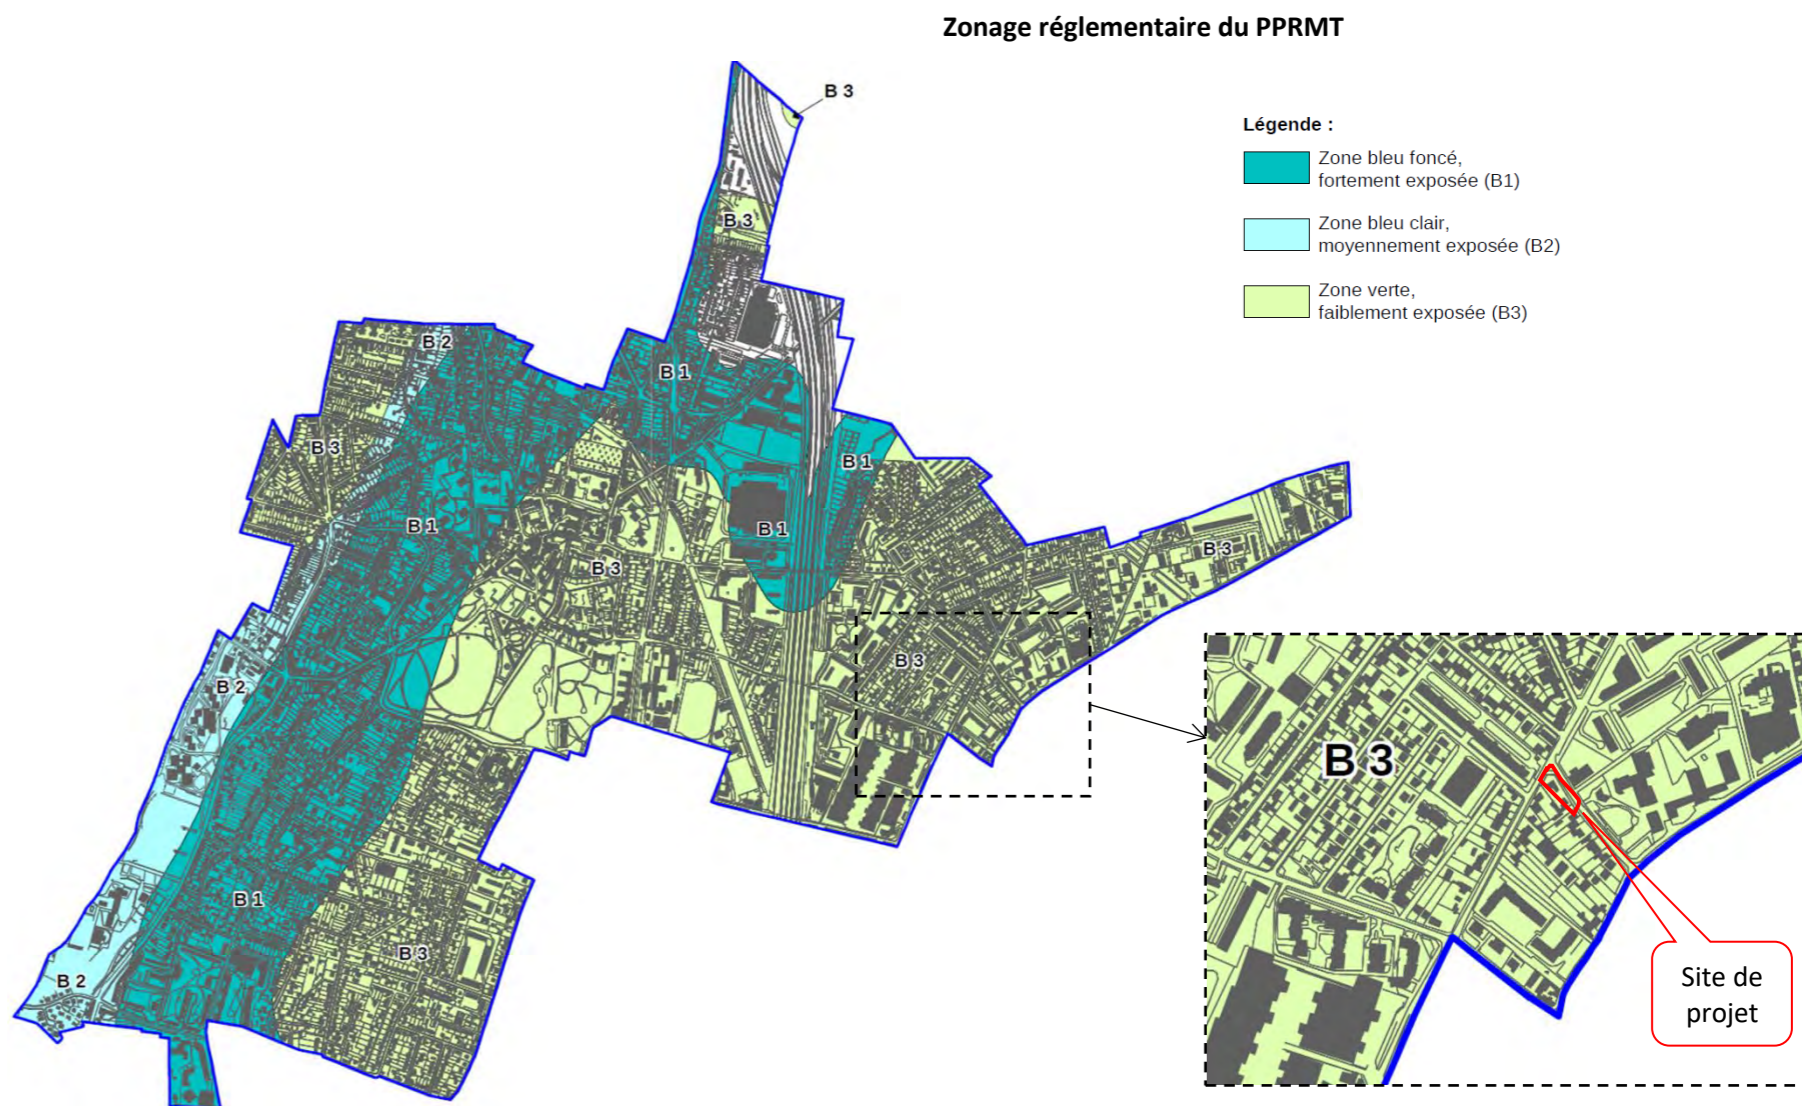 Zonage réglementaire du PPRMT
B 3
Légende :
Zone bleu foncé,
fortement exposée (B1)
Zone bleu clair,
moyennement exposée (B2)
Zone verte,
faiblement exposée (B3)
B 3
B 2
B 1
B 3
B 1
B 1
B 1
B 3
B 3
B 3
B 2
B 3
B 1
B 3
B 2
Site de
projet